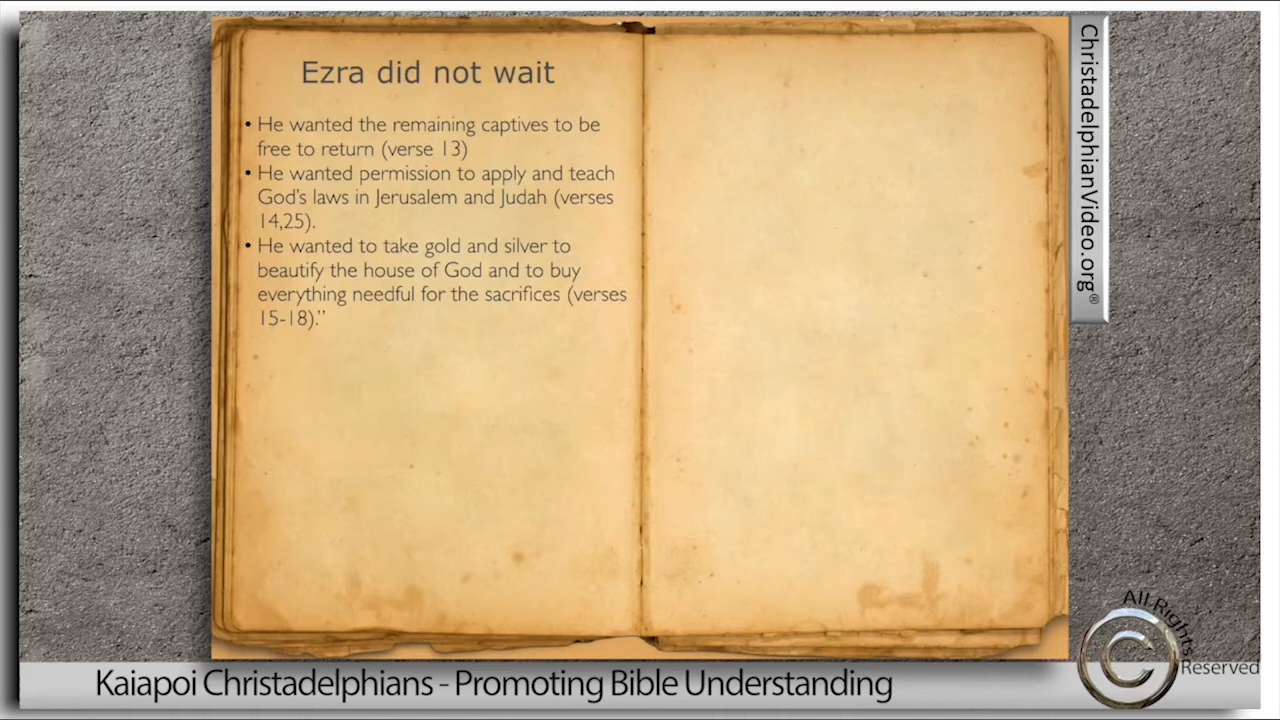 Ezra did not wait
• He wanted the remaining captives to be
free to return (verse 13)
• He wanted permission to apply and teach
God's laws in Jerusalem and Judah (verses
14,25).
• He wanted to take gold and silver to
beautify the house of God and to buy
everything needful for the sacrifices (verses
15-18)."
ChristadelphianVideo.org®
All Rights
Reserved
Kaiapoi Christadelphians - Promoting Bible Understanding